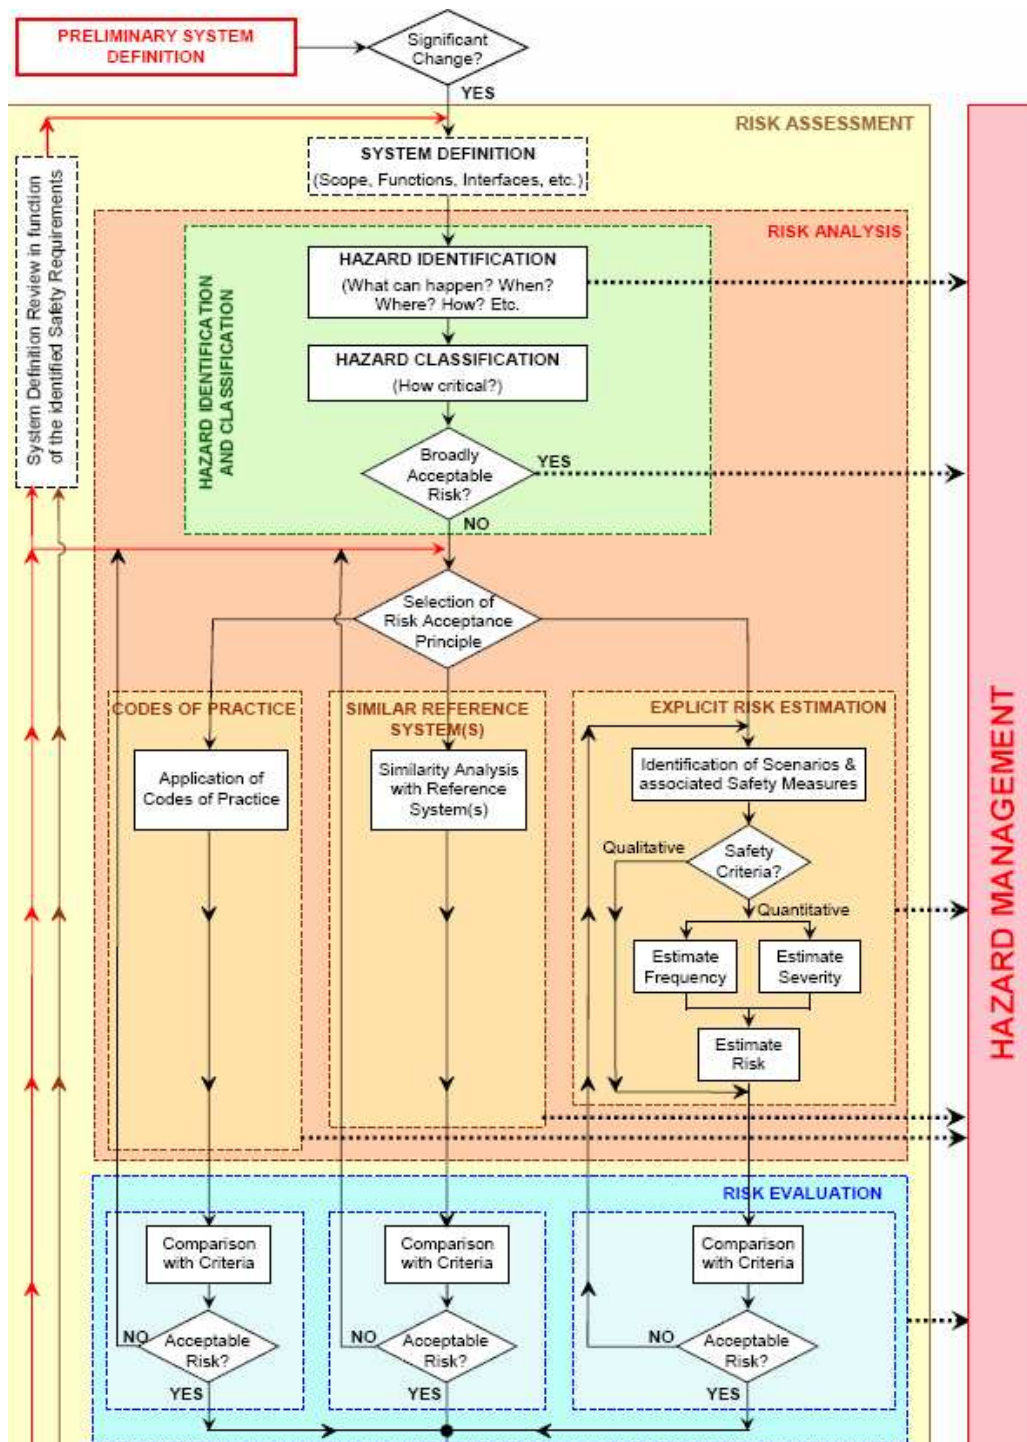 PRELIMINARY SYSTEM
DEFINITION
Significant
Change?
YES
RISK ASSESSMENT
SYSTEM DEFINITION
(Scope, Functions, Interfaces, etc.)
System Definition Review in function
of the identified Safety Requirements
RISK ANALYSIS
HAZARD IDENTIFICATION
AND CLASSIFICATION
HAZARD IDENTIFICATION
(What can happen? When?
Where? How? Etc.
HAZARD CLASSIFICATION
(How critical?)
Broadly
Acceptable
Risk?
YES
NO
Selection of
Risk Acceptance
Principle
CODES OF PRACTICE
Application of
Codes of Practice
SIMILAR REFERENCE
SYSTEM(S)
Similarity Analysis
with Reference
System(s)
EXPLICIT RISK ESTIMATION
Identification of Scenarios &
associated Safety Measures
Qualitative
Safety
Criteria?
Quantitative
Estimate
Frequency
Estimate
Severity
Estimate
Risk
HAZARD MANAGEMENT
RISK EVALUATION
Comparison
with Criteria
NO
Acceptable
Risk?
YES
Comparison
with Criteria
NO
Acceptable
Risk?
YES
Comparison
with Criteria
NO
Acceptable
Risk?
YES